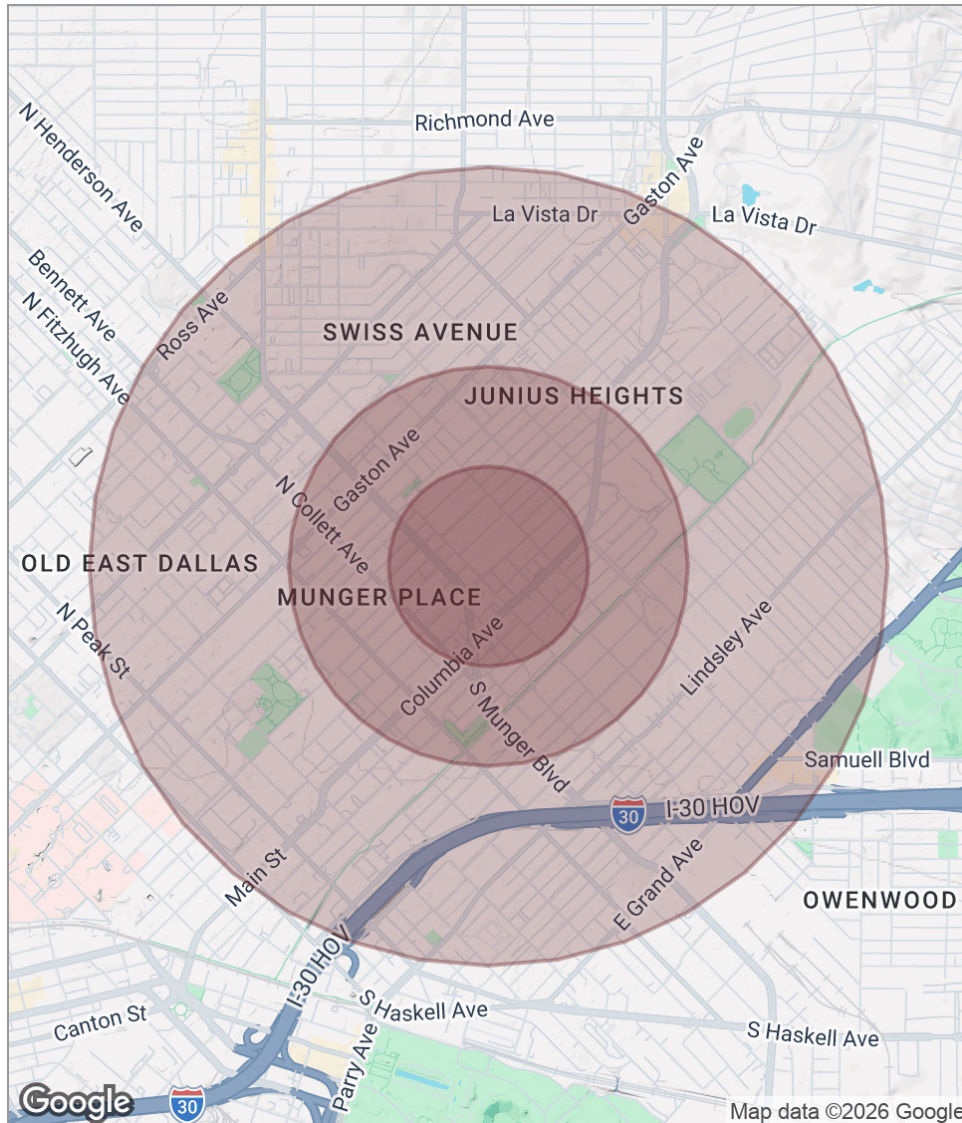 Richmond Ave
N Henderson Ave
Gaston Ave
La Vista Dr
La Vista Dr
Bennett Ave
N Fitzhugh Ave
Ross Ave
SWISS AVENUE
JUNIUS HEIGHTS
Gaston Ave
N Collett Ave
OLD EAST DALLAS
MUNGER PLACE
N Peak St
Columbia Ave
Lindsley Ave
S Munger Blvd
Samuell Blvd
I-30 HOV
30
Main St
E Grand Ave
OWENWOOD
I-30 HOV
S Haskell Ave
Canton St
S Haskell Ave
Parry Ave
Google
30
Map data ©2026 Google